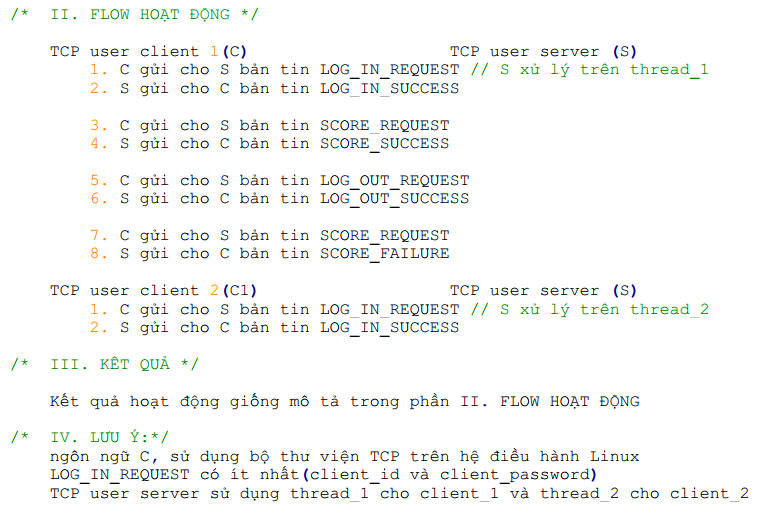 /* II. FLOW HOẠT ĐỘNG */
TCP user client 1(C) TCP user server (S)
1. C gửi cho S bản tin LOG_IN_REQUEST // S xử lý trên thread_1
2. S gửi cho C bản tin LOG_IN_SUCCESS
3. C gửi cho S bản tin SCORE_REQUEST
4. S gửi cho C bản tin SCORE_SUCCESS
5. C gửi cho S bản tin LOG_OUT_REQUEST
6. S gửi cho C bản tin LOG_OUT_SUCCESS
7. C gửi cho S bản tin SCORE_REQUEST
8. S gửi cho C bản tin SCORE_FAILURE
TCP user client 2(C1) TCP user server (S)
1. C gửi cho S bản tin LOG_IN_REQUEST // S xử lý trên thread_2
2. S gửi cho C bản tin LOG_IN_SUCCESS
/* III. KẾT QUẢ */
Kết quả hoạt động giống mô tả trong phần II. FLOW HOẠT ĐỘNG
/* IV. LƯU Ý:*/
ngôn ngữ C, sử dụng bộ thư viện TCP trên hệ điều hành Linux
LOG_IN_REQUEST có ít nhất(client_id và client_password)
TCP user server sử dụng thread_1 cho client_1 và thread_2 cho client_2